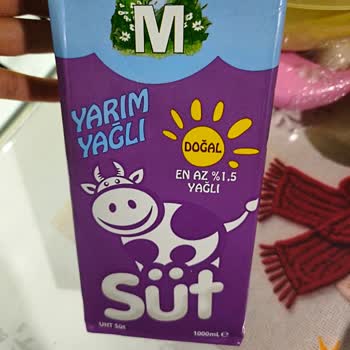 M
YARIM
YAĞLI
DOĞAL
EN AZ %1.5
YAĞLI
Süt
UHT Süt
1000mL e